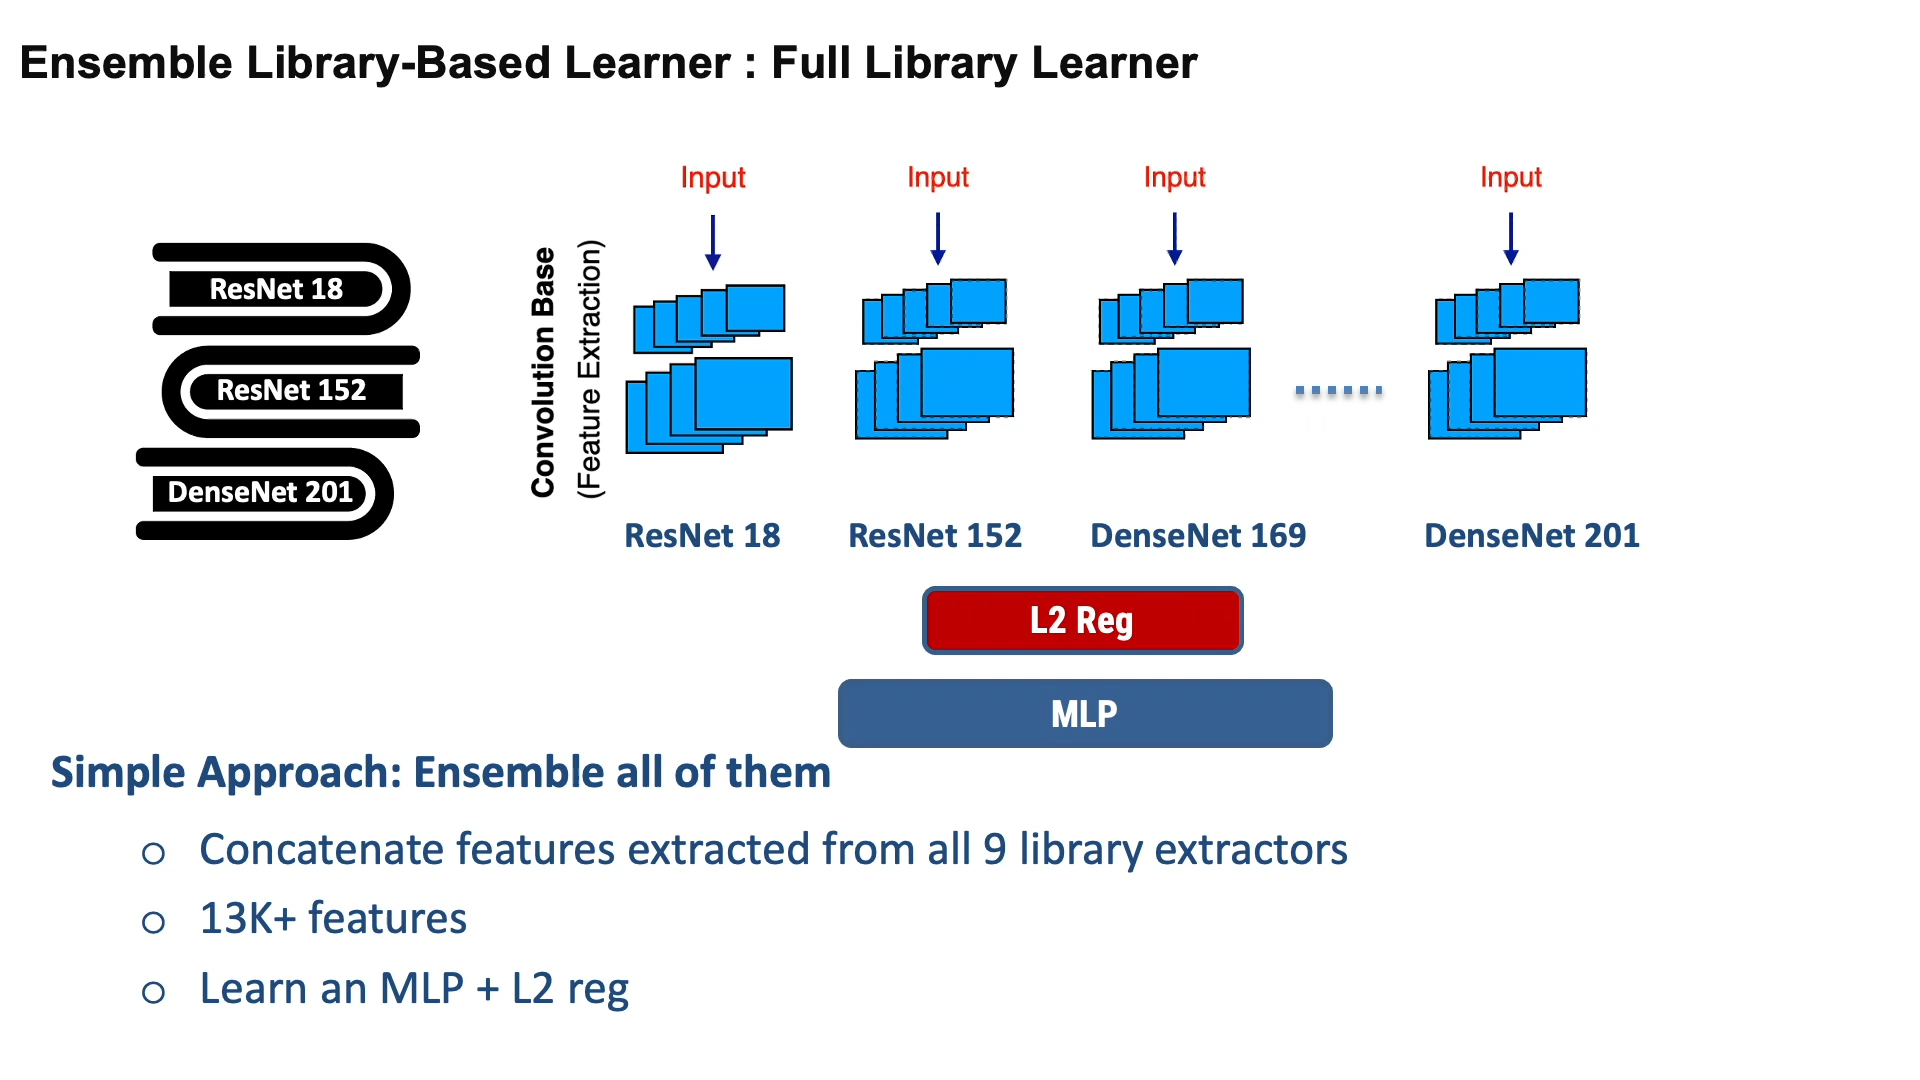 Ensemble Library-Based Learner : Full Library Learner
Input
Input
Input
Input
ResNet 18
ResNet 152
DenseNet 201
Convolution Base
(Feature Extraction)
ResNet 18
ResNet 152
DenseNet 169
DenseNet 201
L2 Reg
MLP
Simple Approach: Ensemble all of them
Concatenate features extracted from all 9 library extractors
13K+ features
Learn an MLP + L2 reg